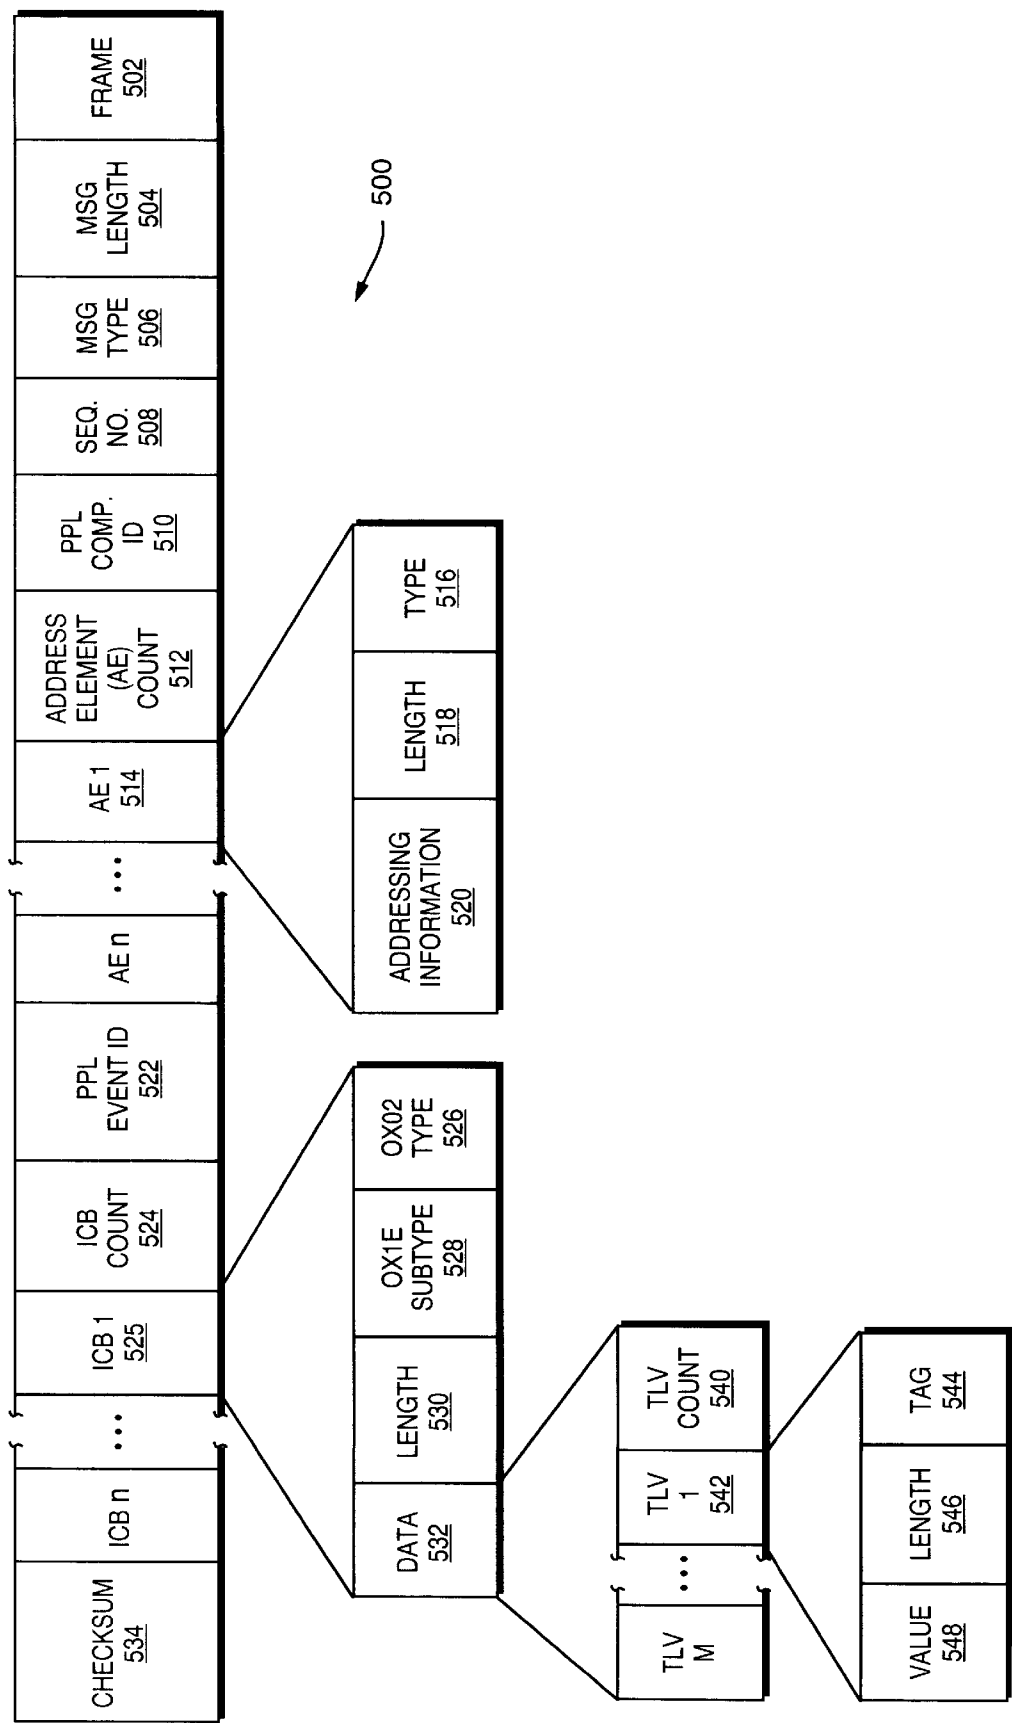 CHECKSUM
534
ICB n
...
ICB 1
525
ICB
COUNT
524
PPL
EVENT ID
522
AE n
...
AE 1
514
ADDRESS
ELEMENT
(AE)
COUNT
512
PPL
COMP.
ID
510
SEQ.
NO.
508
MSG
TYPE
506
MSG
LENGTH
504
FRAME
502
500
DATA
532
LENGTH
530
OX1E
SUBTYPE
528
OX02
TYPE
526
ADDRESSING
INFORMATION
520
LENGTH
518
TYPE
516
TLV
M
...
TLV
1
542
TLV
COUNT
540
VALUE
548
LENGTH
546
TAG
544